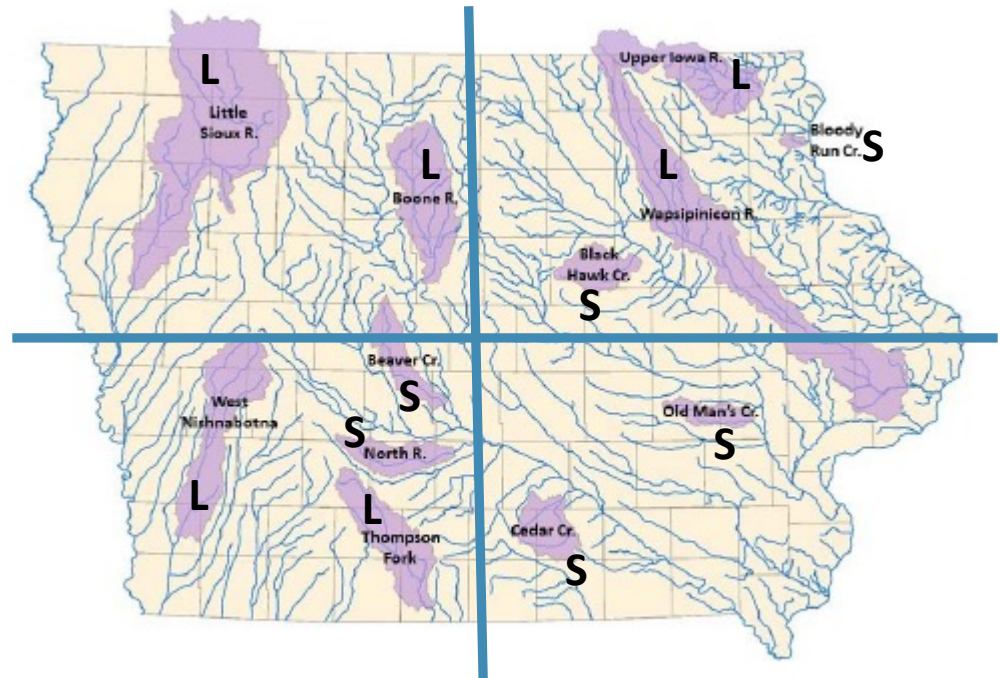 L
Little
Sioux R.
L
Boone R.
Upper Iowa R.
L
Bloody
Run Cr.
S
L
Wapsipinicon R.
Black
Hawk Cr.
S
Beaver Cr.
S
West
Nishnabotna
L
S
North R.
L
Thompson
Fork
Old Man's Cr.
S
Cedar Cr.
S